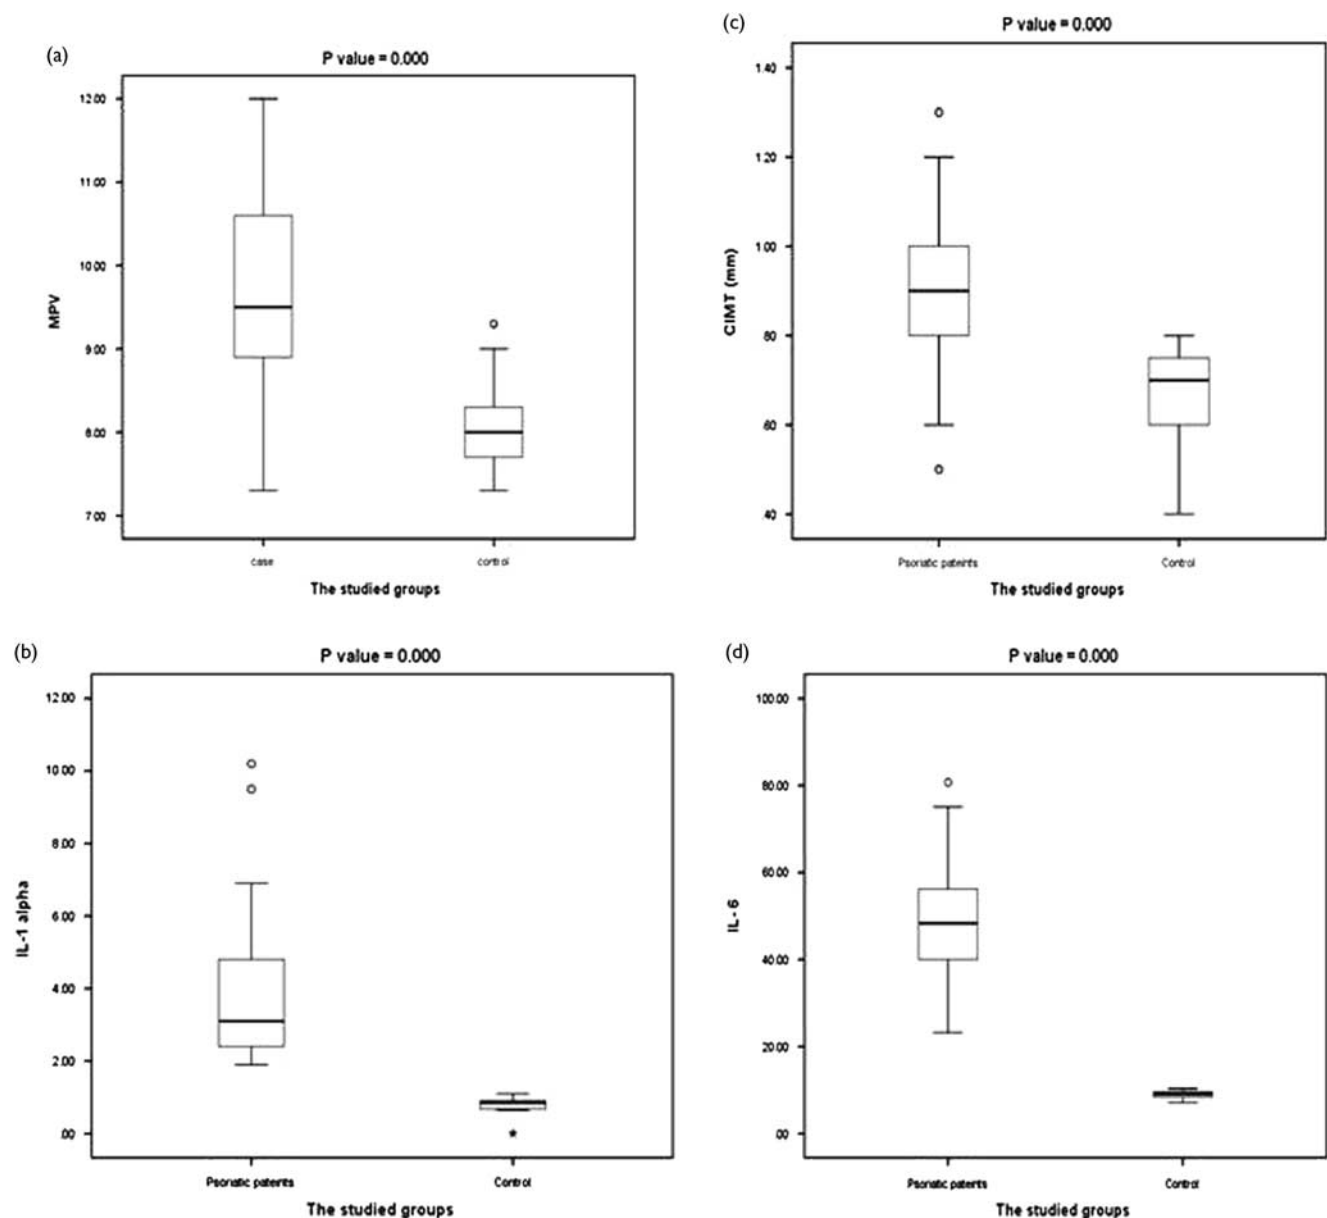 (a)
P value = 0.000
MPV
12.00
11.00
10.00
9.00
8.00
7.00
case
control
The studied groups
(c)
P value = 0.000
CIMT (mm)
1.40
1.20
1.00
.80
.60
.40
Psoriatic pateints
Control
The studied groups
(b)
P value = 0.000
IL-1 alpha
12.00
10.00
8.00
6.00
4.00
2.00
.00
Psoriatic patents
Control
The studied groups
(d)
P value = 0.000
IL - 6
100.00
80.00
60.00
40.00
20.00
.00
Psoriatic patents
Control
The studied groups